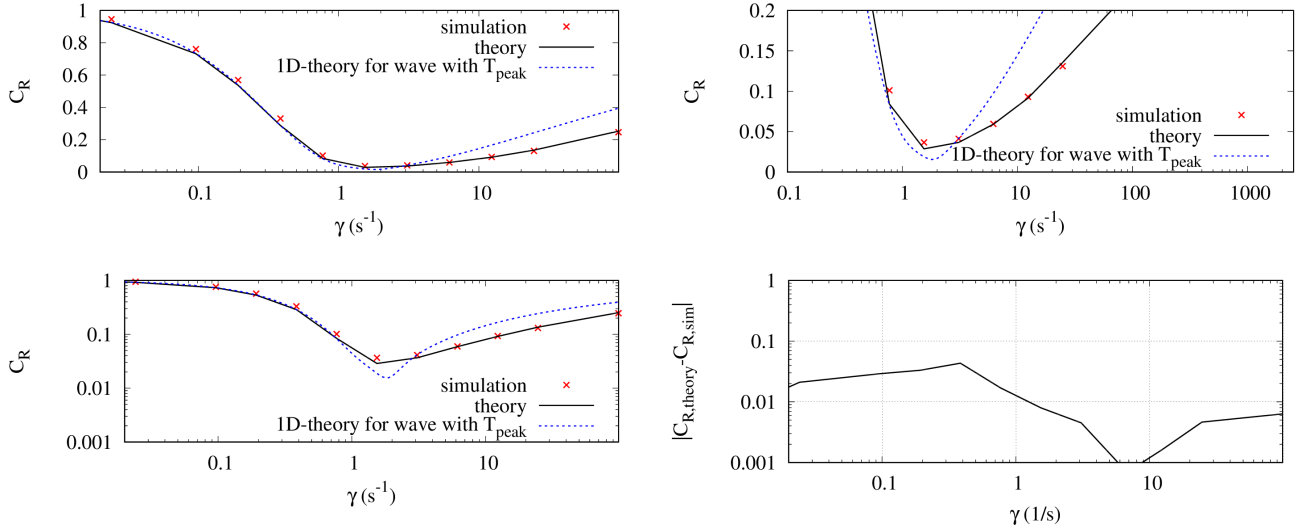 1
0.8
0.6
0.4
0.2
0
C_R
simulation
theory
1D-theory for wave with T_peak
0.1 1 10
γ (s^-1)
0.2
0.15
0.1
0.05
0
C_R
simulation
theory
1D-theory for wave with T_peak
0.1 1 10 100 1000
γ (s^-1)
1
0.1
0.01
0.001
C_R
simulation
theory
1D-theory for wave with T_peak
0.1 1 10
γ (s^-1)
1
0.1
0.01
0.001
|C_R,theory-C_R,sim|
0.1 1 10
γ (1/s)